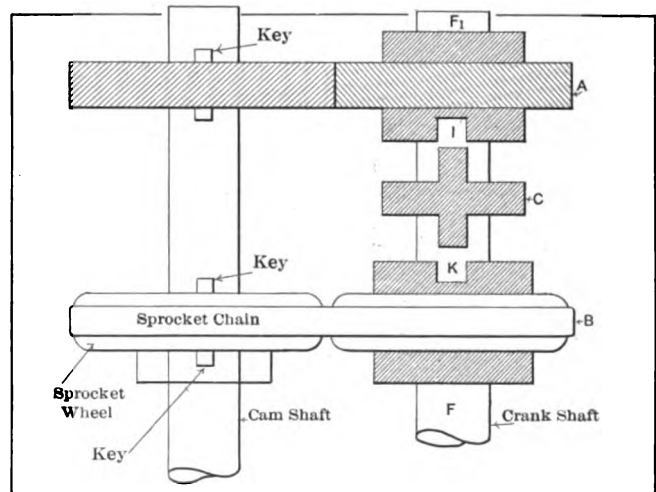 F1
Key
A
I
C
Key
K
Sprocket Chain
B
Sprocket
Wheel
Cam Shaft
F
Crank Shaft
Key